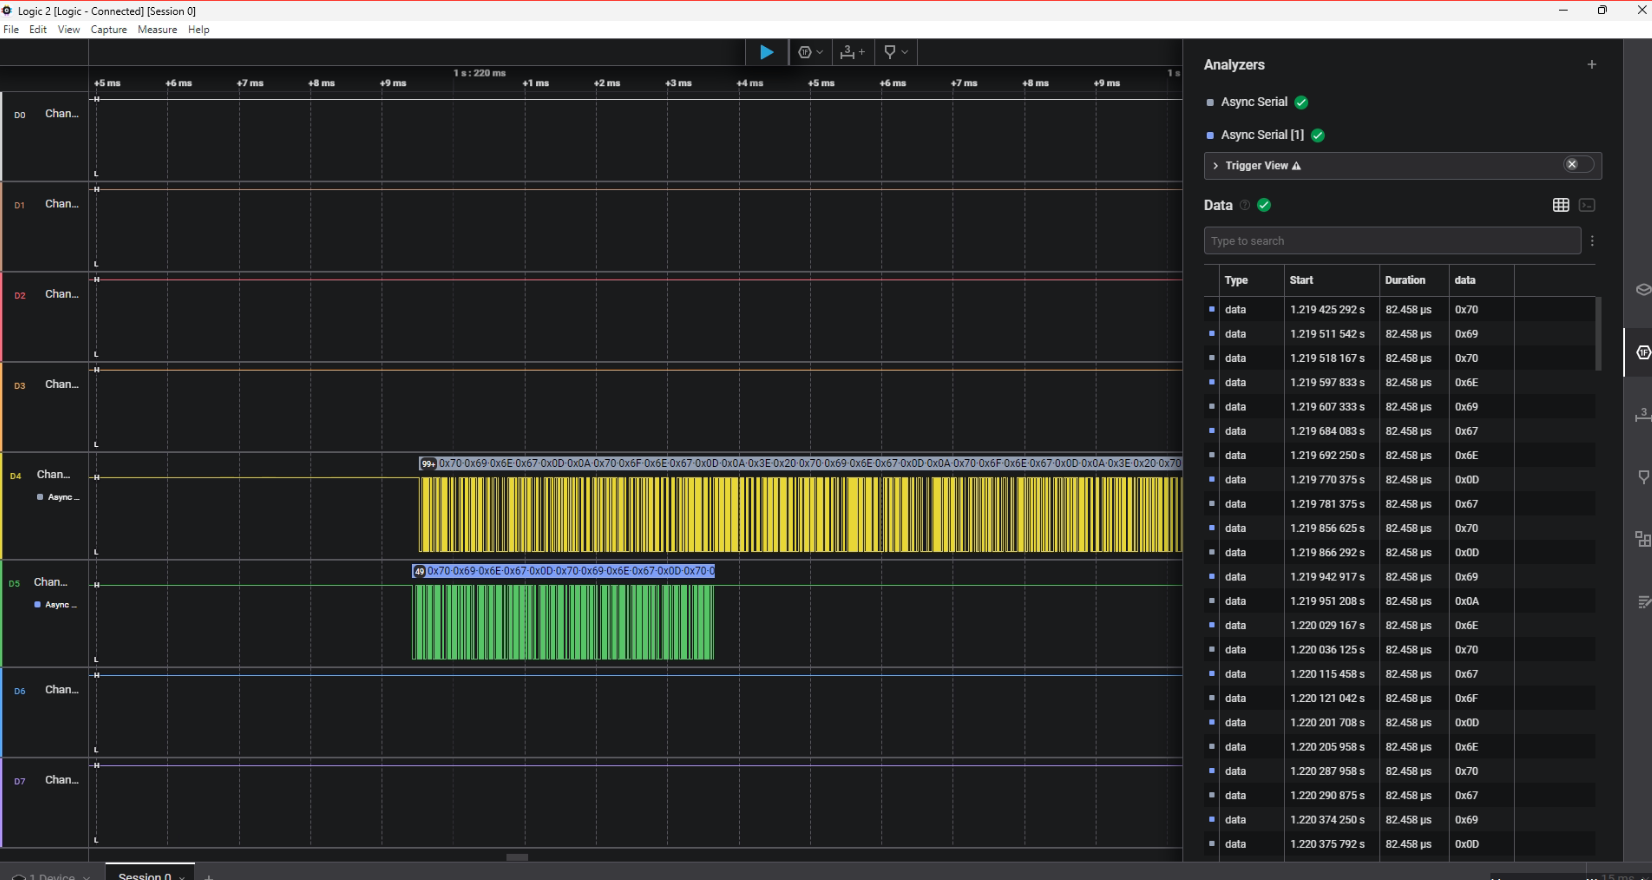 Logic 2 [Logic - Connected] [Session 0]
File Edit View Capture Measure Help
1 s : 220 ms 1 s
+5 ms +6 ms +7 ms +8 ms +9 ms +1 ms +2 ms +3 ms +4 ms +5 ms +6 ms +7 ms +8 ms +9 ms
D0 Chan...
H
L
D1 Chan...
H
L
D2 Chan...
H
L
D3 Chan...
H
L
D4 Chan...
Async ...
H
L
99+ 0x70-0x69-0x6E-0x67-0x0D-0x0A-0x70-0x6F-0x6E-0x67-0x0D-0x0A-0x3E-0x20-0x70-0x69-0x6E-0x67-0x0D-0x0A-0x70-0x6F-0x6E-0x67-0x0D-0x0A-0x3E-0x20-0x70
D5 Chan...
Async ...
H
L
49 0x70-0x69-0x6E-0x67-0x0D-0x70-0x69-0x6E-0x67-0x0D-0x70-0
D6 Chan...
H
L
D7 Chan...
H
L
1 Device Session 0 +
Analyzers +
Async Serial
Async Serial [1]
Trigger View
Data
Type to search
Type Start Duration data
data 1.219 425 292 s 82.458 µs 0x70
data 1.219 511 542 s 82.458 µs 0x69
data 1.219 518 167 s 82.458 µs 0x70
data 1.219 597 833 s 82.458 µs 0x6E
data 1.219 607 333 s 82.458 µs 0x69
data 1.219 684 083 s 82.458 µs 0x67
data 1.219 692 250 s 82.458 µs 0x6E
data 1.219 770 375 s 82.458 µs 0x0D
data 1.219 781 375 s 82.458 µs 0x67
data 1.219 856 625 s 82.458 µs 0x70
data 1.219 866 292 s 82.458 µs 0x0D
data 1.219 942 917 s 82.458 µs 0x69
data 1.219 951 208 s 82.458 µs 0x0A
data 1.220 029 167 s 82.458 µs 0x6E
data 1.220 036 125 s 82.458 µs 0x70
data 1.220 115 458 s 82.458 µs 0x67
data 1.220 121 042 s 82.458 µs 0x6F
data 1.220 201 708 s 82.458 µs 0x0D
data 1.220 205 958 s 82.458 µs 0x6E
data 1.220 287 958 s 82.458 µs 0x70
data 1.220 290 875 s 82.458 µs 0x67
data 1.220 374 250 s 82.458 µs 0x69
data 1.220 375 792 s 82.458 µs 0x0D
15 ms